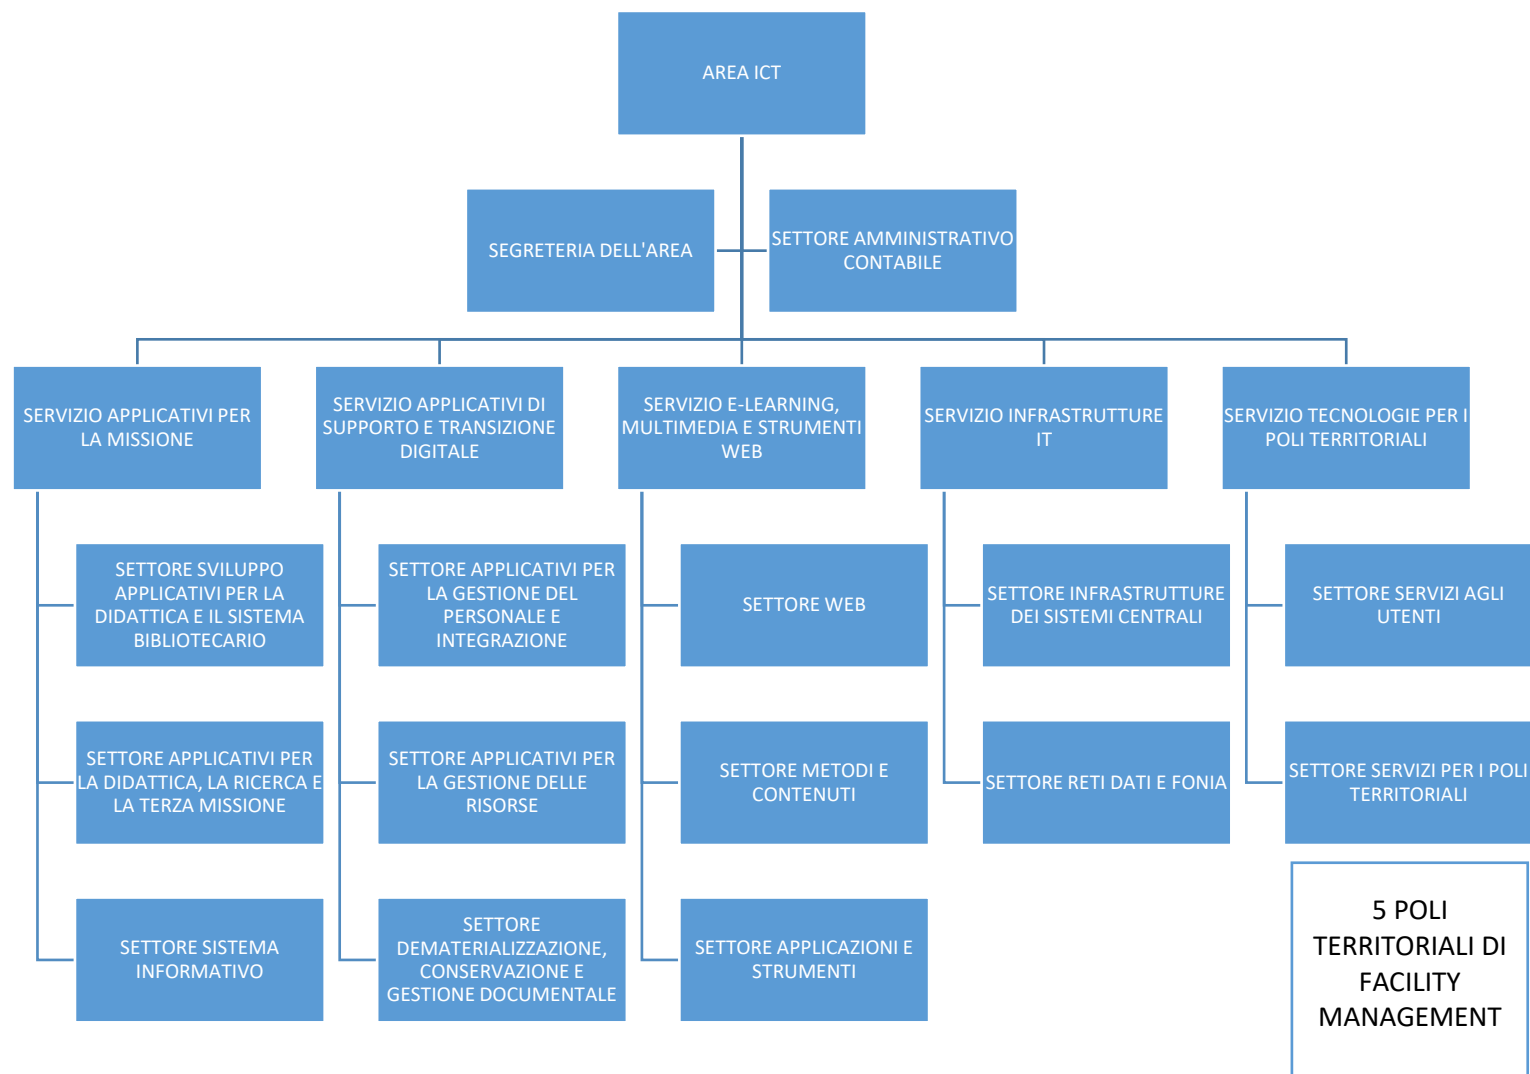 AREA ICT
SEGRETERIA DELL'AREA
SETTORE AMMINISTRATIVO
CONTABILE
SERVIZIO APPLICATIVI PER
LA MISSIONE
SERVIZIO APPLICATIVI DI
SUPPORTO E TRANSIZIONE
DIGITALE
SERVIZIO E-LEARNING,
MULTIMEDIA E STRUMENTI
WEB
SERVIZIO INFRASTRUTTURE
IT
SERVIZIO TECNOLOGIE PER I
POLI TERRITORIALI
SETTORE SVILUPPO
APPLICATIVI PER LA
DIDATTICA E IL SISTEMA
BIBLIOTECARIO
SETTORE APPLICATIVI PER
LA GESTIONE DEL
PERSONALE E
INTEGRAZIONE
SETTORE WEB
SETTORE INFRASTRUTTURE
DEI SISTEMI CENTRALI
SETTORE SERVIZI AGLI
UTENTI
SETTORE APPLICATIVI PER
LA DIDATTICA, LA RICERCA E
LA TERZA MISSIONE
SETTORE APPLICATIVI PER
LA GESTIONE DELLE
RISORSE
SETTORE METODI E
CONTENUTI
SETTORE RETI DATI E FONIA
SETTORE SERVIZI PER I POLI
TERRITORIALI
SETTORE SISTEMA
INFORMATIVO
SETTORE
DEMATERIALIZZAZIONE,
CONSERVAZIONE E
GESTIONE DOCUMENTALE
SETTORE APPLICAZIONI E
STRUMENTI
5 POLI
TERRITORIALI DI
FACILITY
MANAGEMENT